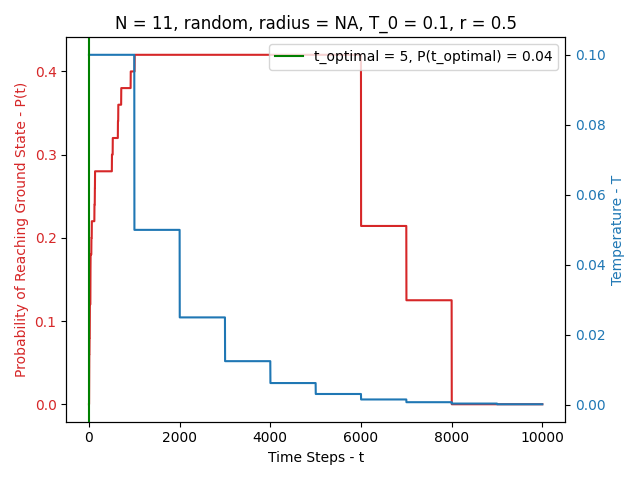 N = 11, random, radius = NA, T_0 = 0.1, r = 0.5
t_optimal = 5, P(t_optimal) = 0.04
Probability of Reaching Ground State - P(t)
0.4
0.3
0.2
0.1
0.0
0.10
0.08
0.06
0.04
0.02
0.00
Temperature - T
0 2000 4000 6000 8000 10000
Time Steps - t